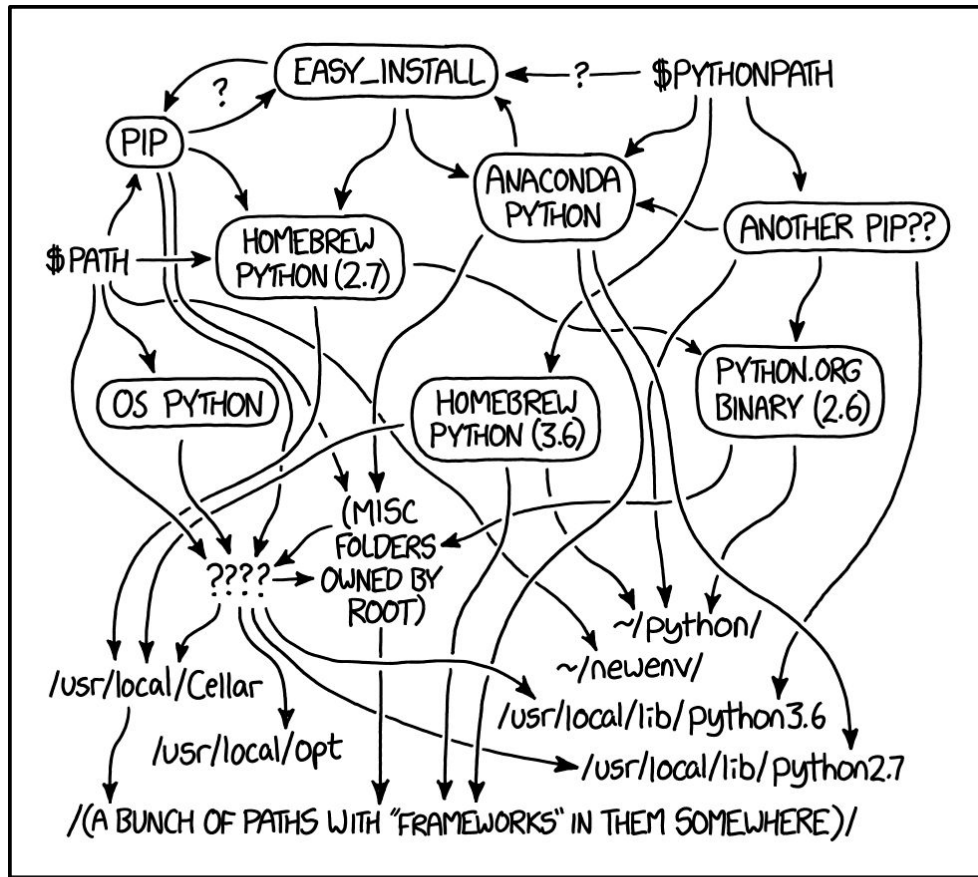 EASY_INSTALL
?
$PYTHONPATH
?
PIP
ANACONDA
PYTHON
ANOTHER PIP??
HOMEBREW
PYTHON (2.7)
$PATH
OS PYTHON
HOMEBREW
PYTHON (3.6)
PYTHON.ORG
BINARY (2.6)
(MISC
FOLDERS
OWNED BY
ROOT)
????
~/python/
~/newenv/
/usr/local/Cellar
/usr/local/lib/python3.6
/usr/local/opt
/usr/local/lib/python2.7
/(A BUNCH OF PATHS WITH "FRAMEWORKS" IN THEM SOMEWHERE)/